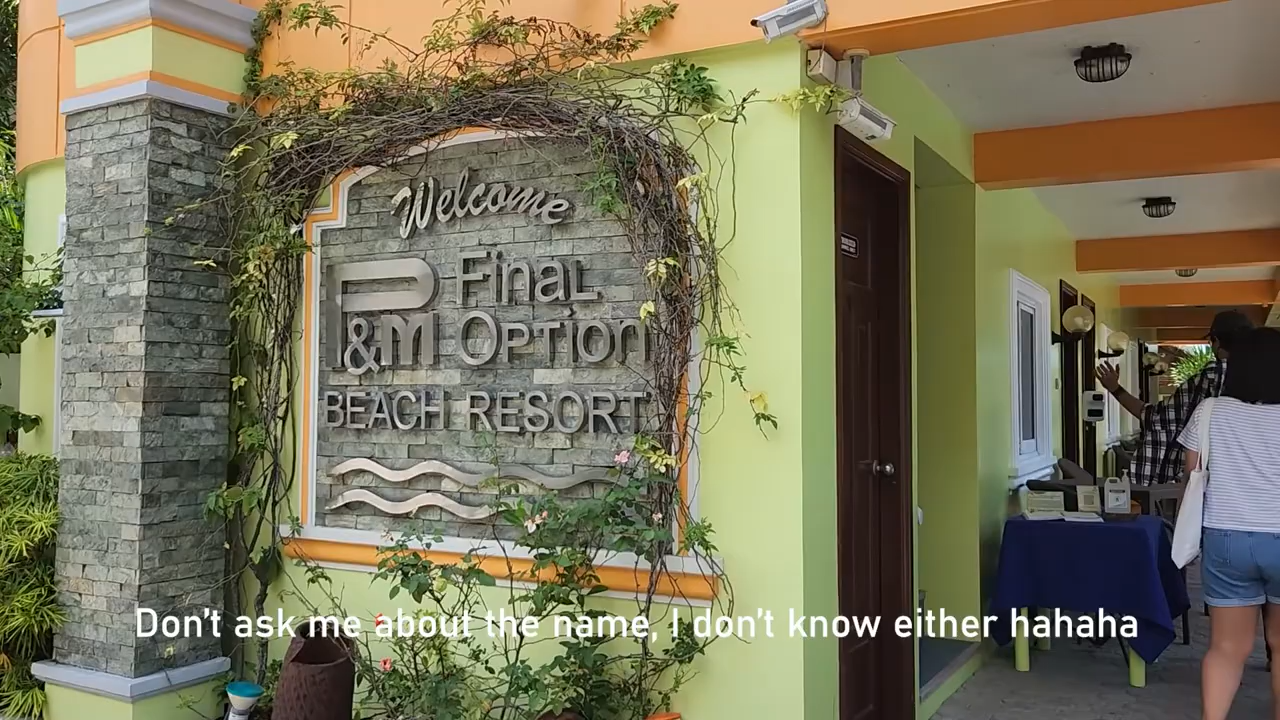 Welcome
P&M Final Option
BEACH RESORT
Don't ask me about the name, I don't know either hahaha